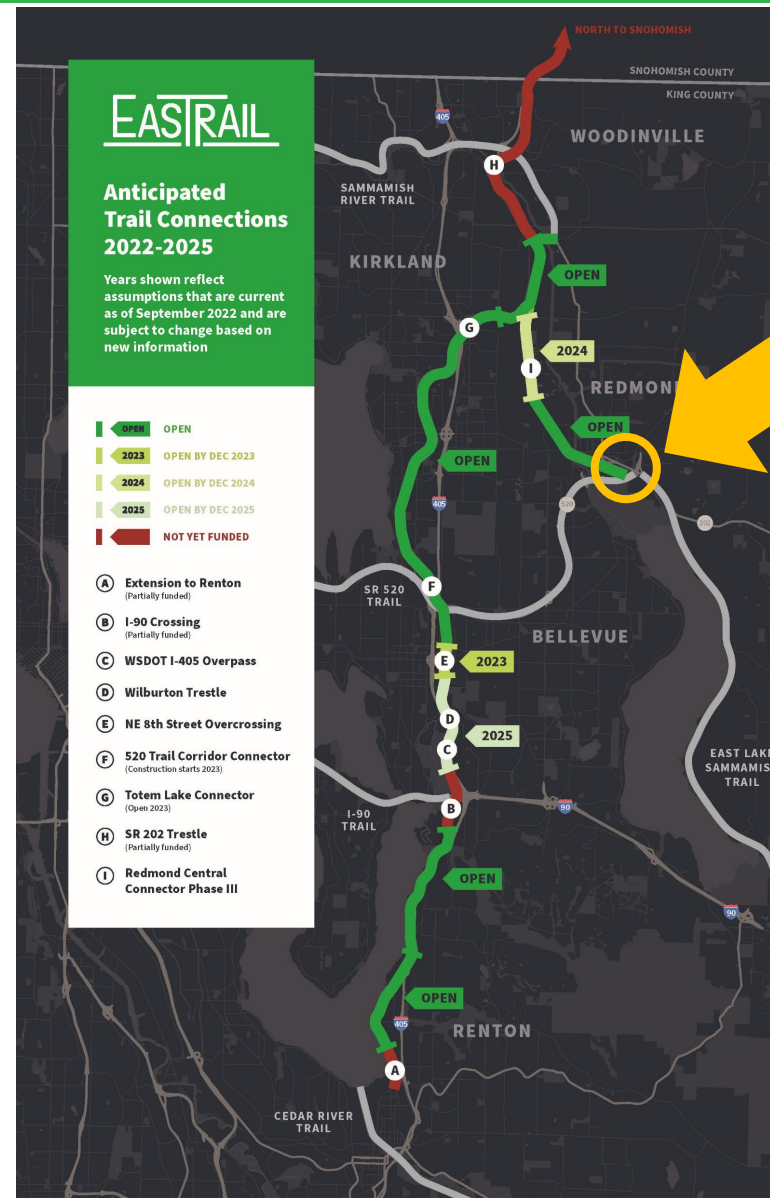 EASTRAIL
Anticipated
Trail Connections
2022-2025
Years shown reflect
assumptions that are current
as of September 2022 and are
subject to change based on
new information
OPEN OPEN
2023 OPEN BY DEC 2023
2024 OPEN BY DEC 2024
2025 OPEN BY DEC 2025
NOT YET FUNDED
A Extension to Renton
(Partially funded)
B I-90 Crossing
(Partially funded)
C WSDOT I-405 Overpass
D Wilburton Trestle
E NE 8th Street Overcrossing
F 520 Trail Corridor Connector
(Construction starts 2023)
G Totem Lake Connector
(Open 2023)
H SR 202 Trestle
(Partially funded)
I Redmond Central
Connector Phase III
NORTH TO SNOHOMISH
SNOHOMISH COUNTY
KING COUNTY
405
WOODINVILLE
H
SAMMAMISH
RIVER TRAIL
KIRKLAND
OPEN
G
2024
I
REDMON
OPEN
OPEN
405
520
202
F
SR 520
TRAIL
BELLEVUE
E
2023
D
2025
C
EAST LAK
SAMMAMIS
TRAIL
B
90
I-90
TRAIL
OPEN
90
OPEN
405
RENTON
A
CEDAR RIVER
TRAIL